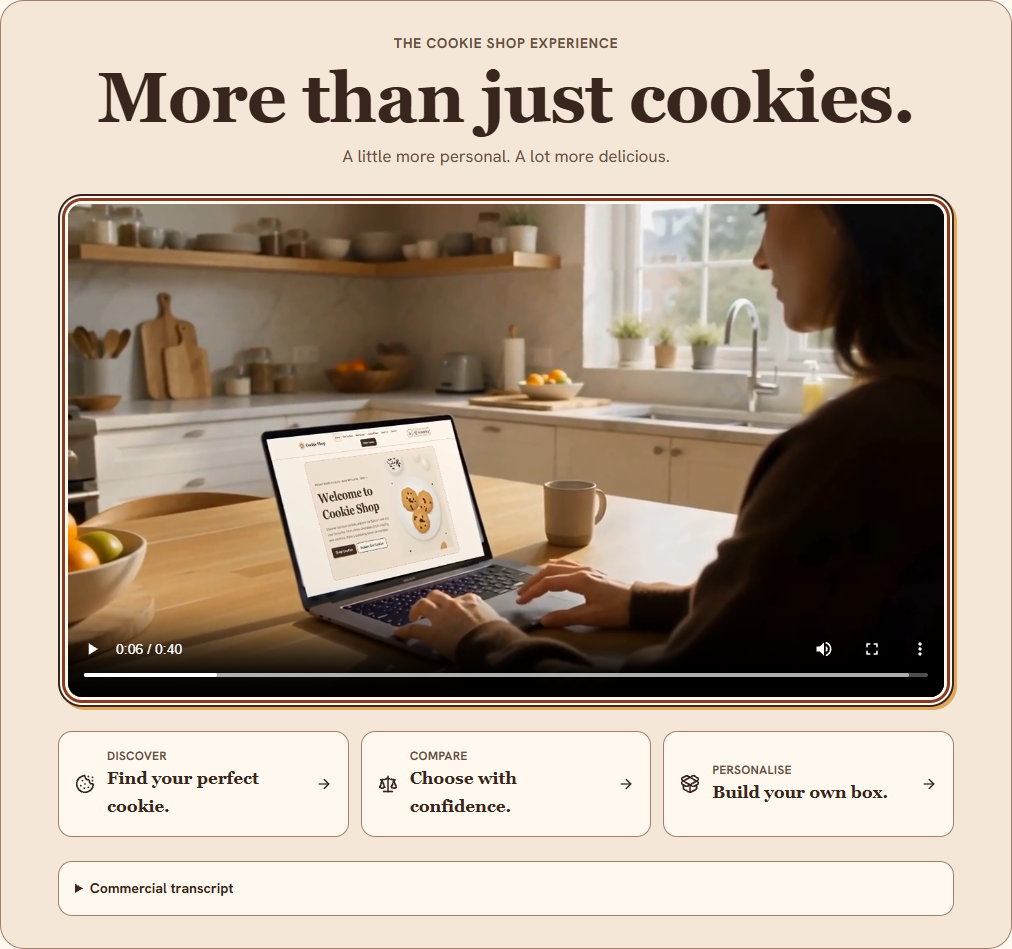 THE COOKIE SHOP EXPERIENCE
More than just cookies.
A little more personal. A lot more delicious.
Cookie Shop
Welcome to
Cookie Shop
0:06 / 0:40
DISCOVER
Find your perfect
cookie.
COMPARE
Choose with
confidence.
PERSONALISE
Build your own box.
Commercial transcript